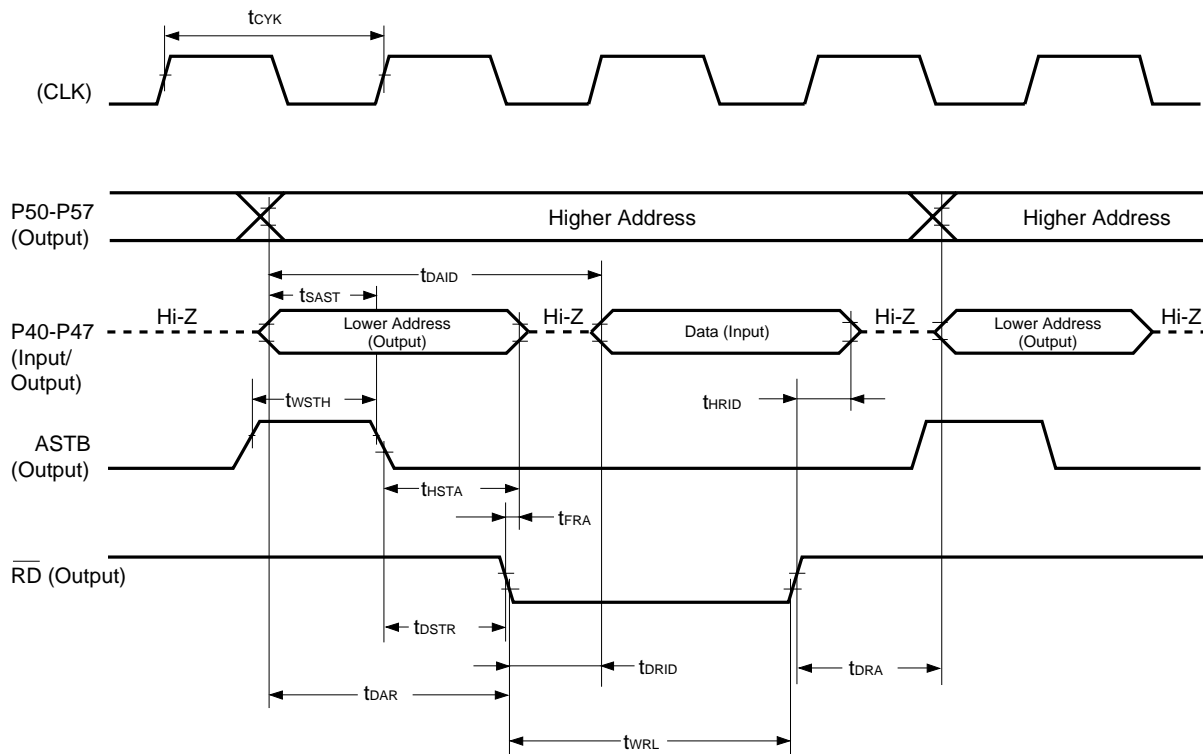 tCYK
(CLK)
P50-P57
(Output)
Higher Address
Higher Address
tDAID
tSAST
Hi-Z
Hi-Z
Hi-Z
Hi-Z
P40-P47
(Input/
Output)
Lower Address
(Output)
Data (Input)
Lower Address
(Output)
tWSTH
tHRID
ASTB
(Output)
tHSTA
tFRA
RD (Output)
tDSTR
tDRID
tDRA
tDAR
tWRL